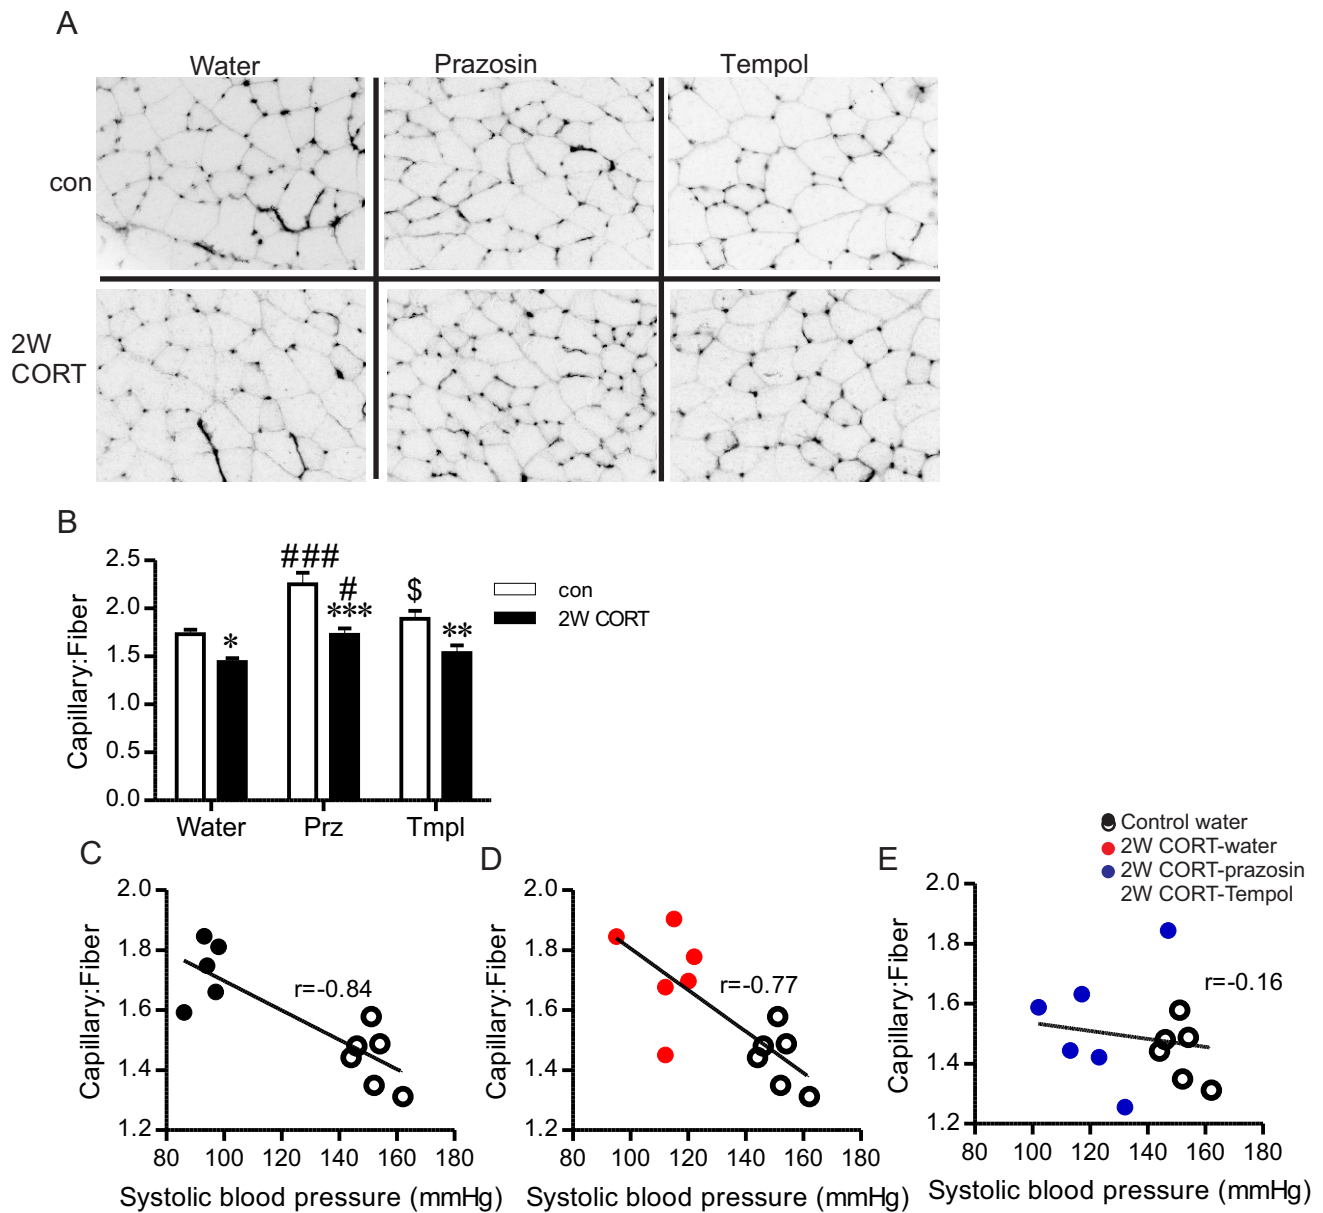 A
Water Prazosin Tempol
con
2W
CORT
B
Capillary:Fiber
2.5
2.0
1.5
1.0
0.5
0.0
###
#
***
$
*
**
con
2W CORT
Water Prz Tmpl
Control water
2W CORT-water
2W CORT-prazosin
2W CORT-Tempol
C
Capillary:Fiber
2.0
1.8
1.6
1.4
1.2
r=-0.84
80 100 120 140 160 180
Systolic blood pressure (mmHg)
D
2.0
1.8
1.6
1.4
1.2
r=-0.77
80 100 120 140 160 180
Systolic blood pressure (mmHg)
E
Capillary:Fiber
2.0
1.8
1.6
1.4
1.2
r=-0.16
80 100 120 140 160 180
Systolic blood pressure (mmHg)